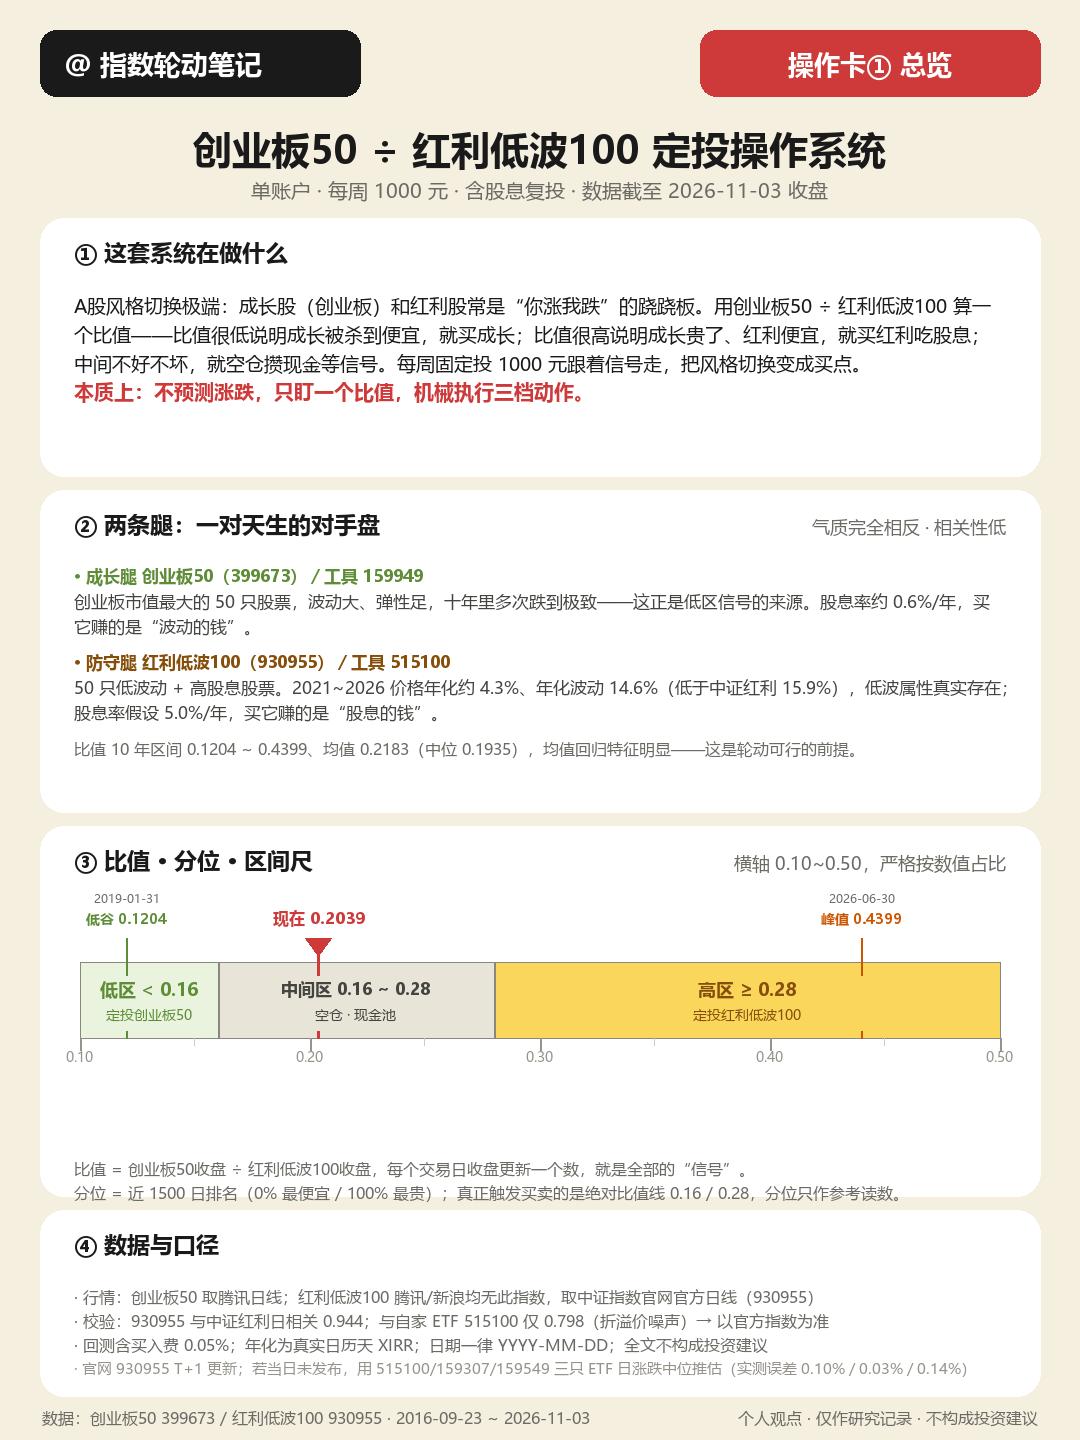 @ 指数轮动笔记
操作卡① 总览
创业板50 ÷ 红利低波100 定投操作系统
单账户 · 每周 1000 元 · 含股息复投 · 数据截至 2026-11-03 收盘
① 这套系统在做什么
A股风格切换极端：成长股（创业板）和红利股常是“你涨我跌”的跷跷板。用创业板50 ÷ 红利低波100 算一
个比值——比值很低说明成长被杀到便宜，就买成长；比值很高说明成长贵了、红利便宜，就买红利吃股息；
中间不好不坏，就空仓攒现金等信号。每周固定投 1000 元跟着信号走，把风格切换变成买点。
本质上：不预测涨跌，只盯一个比值，机械执行三档动作。
② 两条腿：一对天生的对手盘
气质完全相反 · 相关性低
• 成长腿 创业板50（399673） / 工具 159949
创业板市值最大的 50 只股票，波动大、弹性足，十年里多次跌到极致——这正是低区信号的来源。股息率约 0.6%/年，买
它赚的是“波动的钱”。
• 防守腿 红利低波100（930955） / 工具 515100
50 只低波动 + 高股息股票。2021~2026 价格年化约 4.3%、年化波动 14.6%（低于中证红利 15.9%），低波属性真实存在；
股息率假设 5.0%/年，买它赚的是“股息的钱”。
比值 10 年区间 0.1204 ~ 0.4399、均值 0.2183（中位 0.1935），均值回归特征明显——这是轮动可行的前提。
③ 比值 • 分位 • 区间尺
横轴 0.10~0.50，严格按数值占比
2019-01-31
低谷 0.1204
现在 0.2039
2026-06-30
峰值 0.4399
低区 < 0.16
定投创业板50
中间区 0.16 ~ 0.28
空仓 · 现金池
高区 ≥ 0.28
定投红利低波100
0.10
0.20
0.30
0.40
0.50
比值 = 创业板50收盘 ÷ 红利低波100收盘，每个交易日收盘更新一个数，就是全部的“信号”。
分位 = 近 1500 日排名（0% 最便宜 / 100% 最贵）；真正触发买卖的是绝对比值线 0.16 / 0.28，分位只作参考读数。
④ 数据与口径
· 行情：创业板50 取腾讯日线；红利低波100 腾讯/新浪均无此指数，取中证指数官网官方日线（930955）
· 校验：930955 与中证红利日相关 0.944；与自家 ETF 515100 仅 0.798（折溢价噪声）→ 以官方指数为准
· 回测含买入费 0.05%；年化为真实日历天 XIRR；日期一律 YYYY-MM-DD；全文不构成投资建议
· 官网 930955 T+1 更新；若当日未发布，用 515100/159307/159549 三只 ETF 日涨跌中位推估（实测误差 0.10% / 0.03% / 0.14%）
数据：创业板50 399673 / 红利低波100 930955 · 2016-09-23 ~ 2026-11-03
个人观点 · 仅作研究记录 · 不构成投资建议